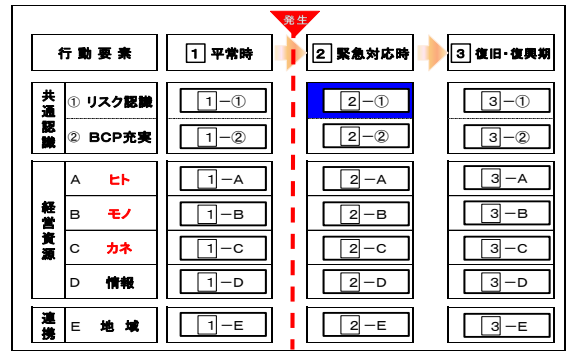 発生
行動要素 1 平常時 2 緊急対応時 3 復旧・復興期
共通認識
① リスク認識 1-① 2-① 3-①
② BCP充実 1-② 2-② 3-②
経営資源
A ヒト 1-A 2-A 3-A
B モノ 1-B 2-B 3-B
C カネ 1-C 2-C 3-C
D 情報 1-D 2-D 3-D
連携
E 地域 1-E 2-E 3-E